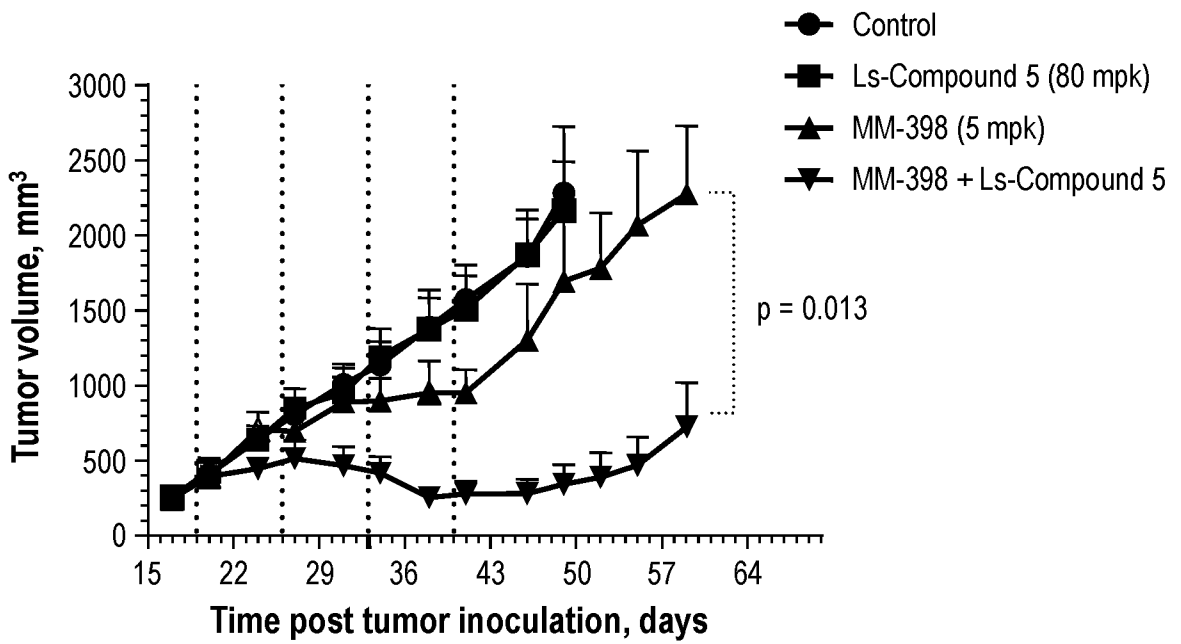 Control
Ls-Compound 5 (80 mpk)
MM-398 (5 mpk)
MM-398 + Ls-Compound 5
3000
2500
2000
1500
1000
500
0
Tumor volume, mm³
p = 0.013
15 22 29 36 43 50 57 64
Time post tumor inoculation, days